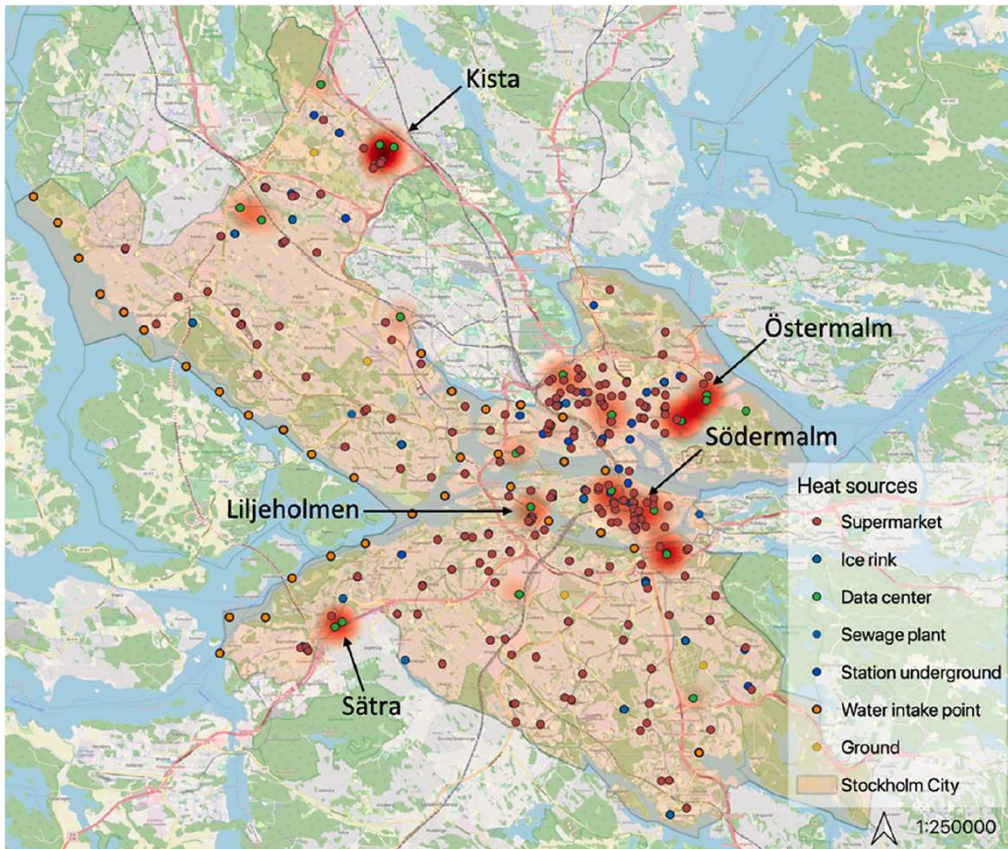 Kista
Östermalm
Södermalm
Liljeholmen
Sätra
Heat sources
Supermarket
Ice rink
Data center
Sewage plant
Station underground
Water intake point
Ground
Stockholm City
1:250000